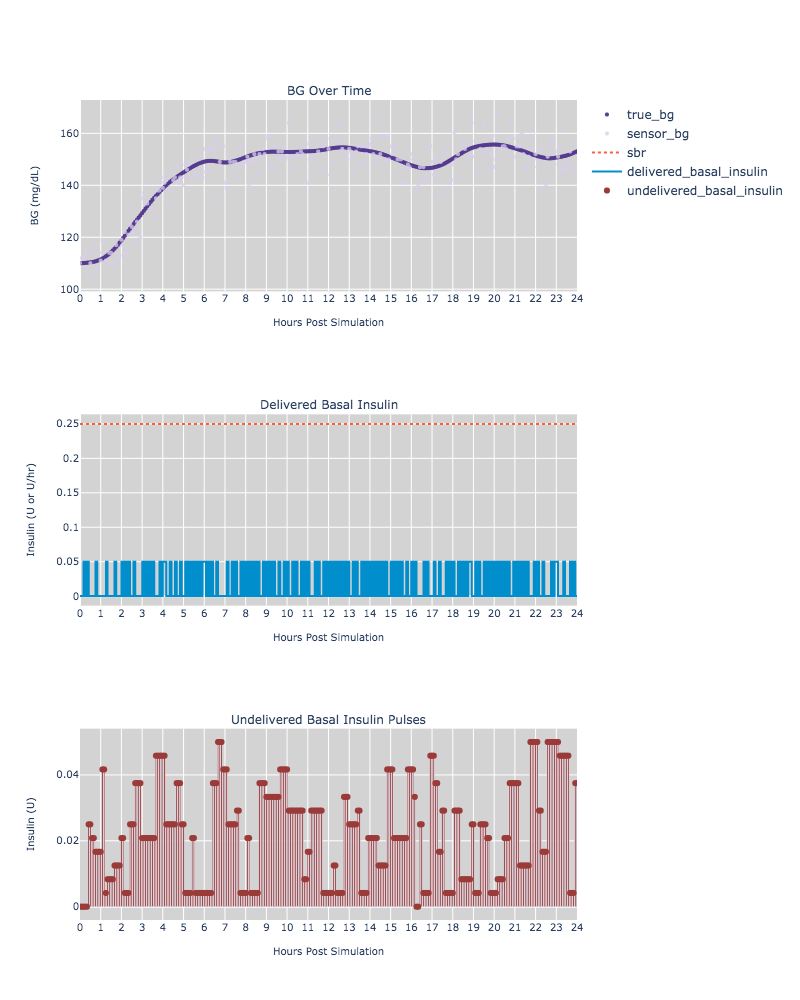 BG Over Time
160
140
120
100
BG (mg/dL)
0 1 2 3 4 5 6 7 8 9 10 11 12 13 14 15 16 17 18 19 20 21 22 23 24
Hours Post Simulation
true_bg
sensor_bg
sbr
delivered_basal_insulin
undelivered_basal_insulin
Delivered Basal Insulin
0.25
0.2
0.15
0.1
0.05
0
Insulin (U or U/hr)
0 1 2 3 4 5 6 7 8 9 10 11 12 13 14 15 16 17 18 19 20 21 22 23 24
Hours Post Simulation
Undelivered Basal Insulin Pulses
0.04
0.02
0
Insulin (U)
0 1 2 3 4 5 6 7 8 9 10 11 12 13 14 15 16 17 18 19 20 21 22 23 24
Hours Post Simulation